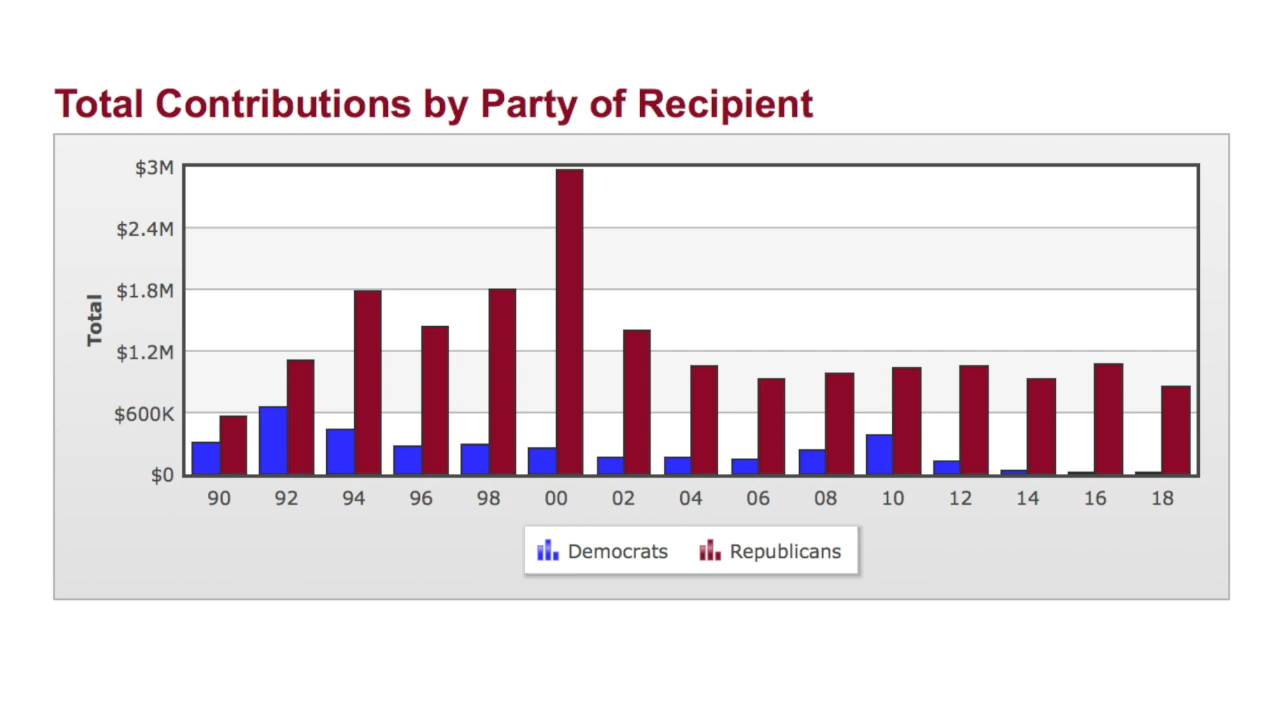 Total Contributions by Party of Recipient
$3M
$2.4M
$1.8M
$1.2M
$600K
$0
Total
90 92 94 96 98 00 02 04 06 08 10 12 14 16 18
Democrats Republicans